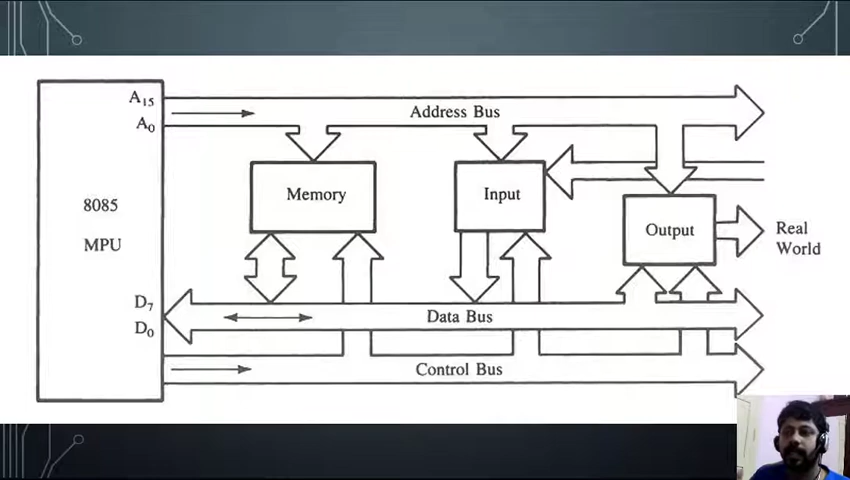 A15
Address Bus
A0
8085
MPU
Memory
Input
Output
Real
World
D7
Data Bus
D0
Control Bus